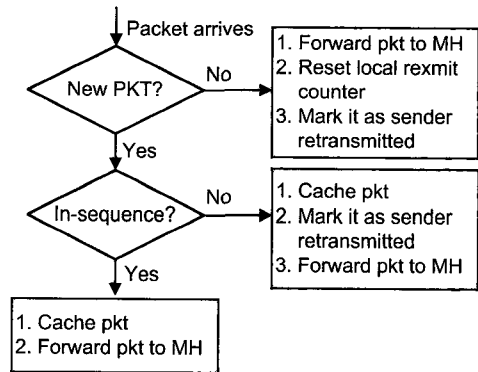 Packet arrives
New PKT?
No
1. Forward pkt to MH
2. Reset local rexmit
counter
3. Mark it as sender
retransmitted
Yes
In-sequence?
No
1. Cache pkt
2. Mark it as sender
retransmitted
3. Forward pkt to MH
Yes
1. Cache pkt
2. Forward pkt to MH